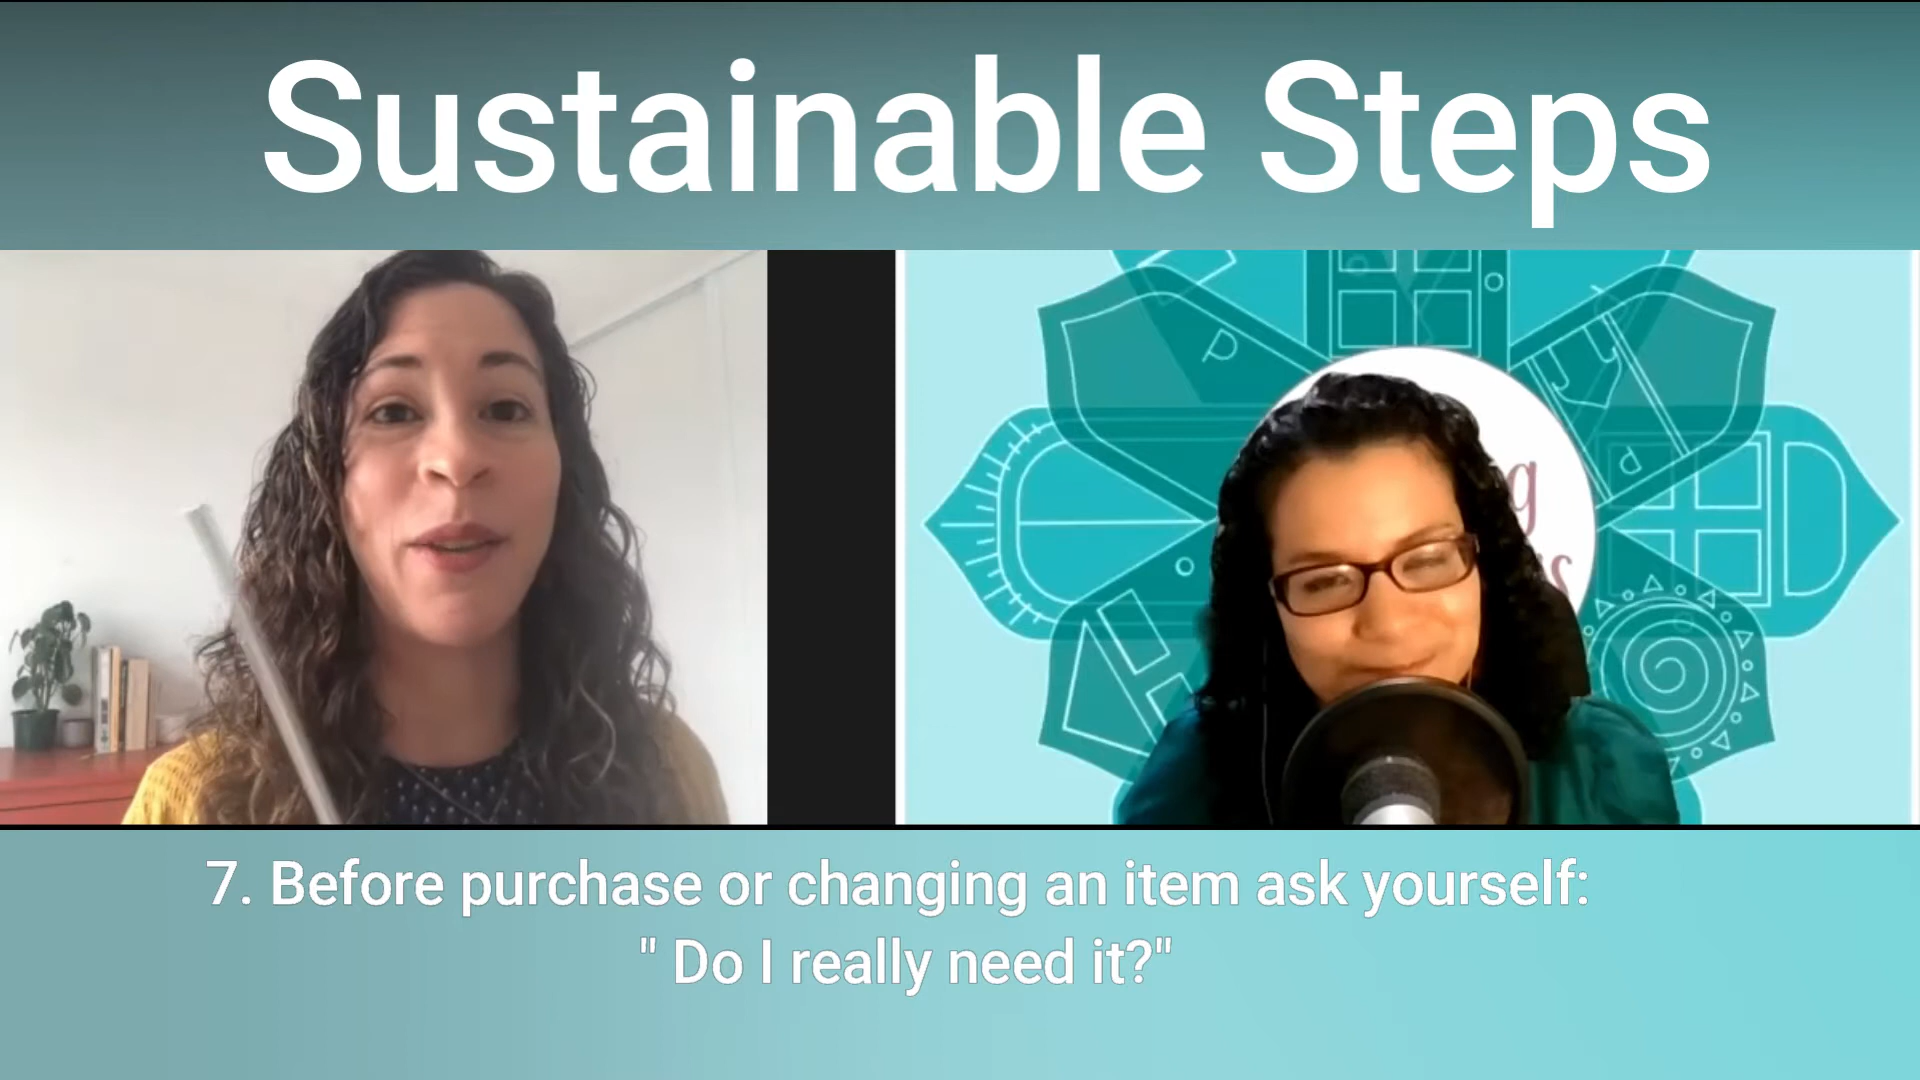 Sustainable Steps
7. Before purchase or changing an item ask yourself:
" Do I really need it?"